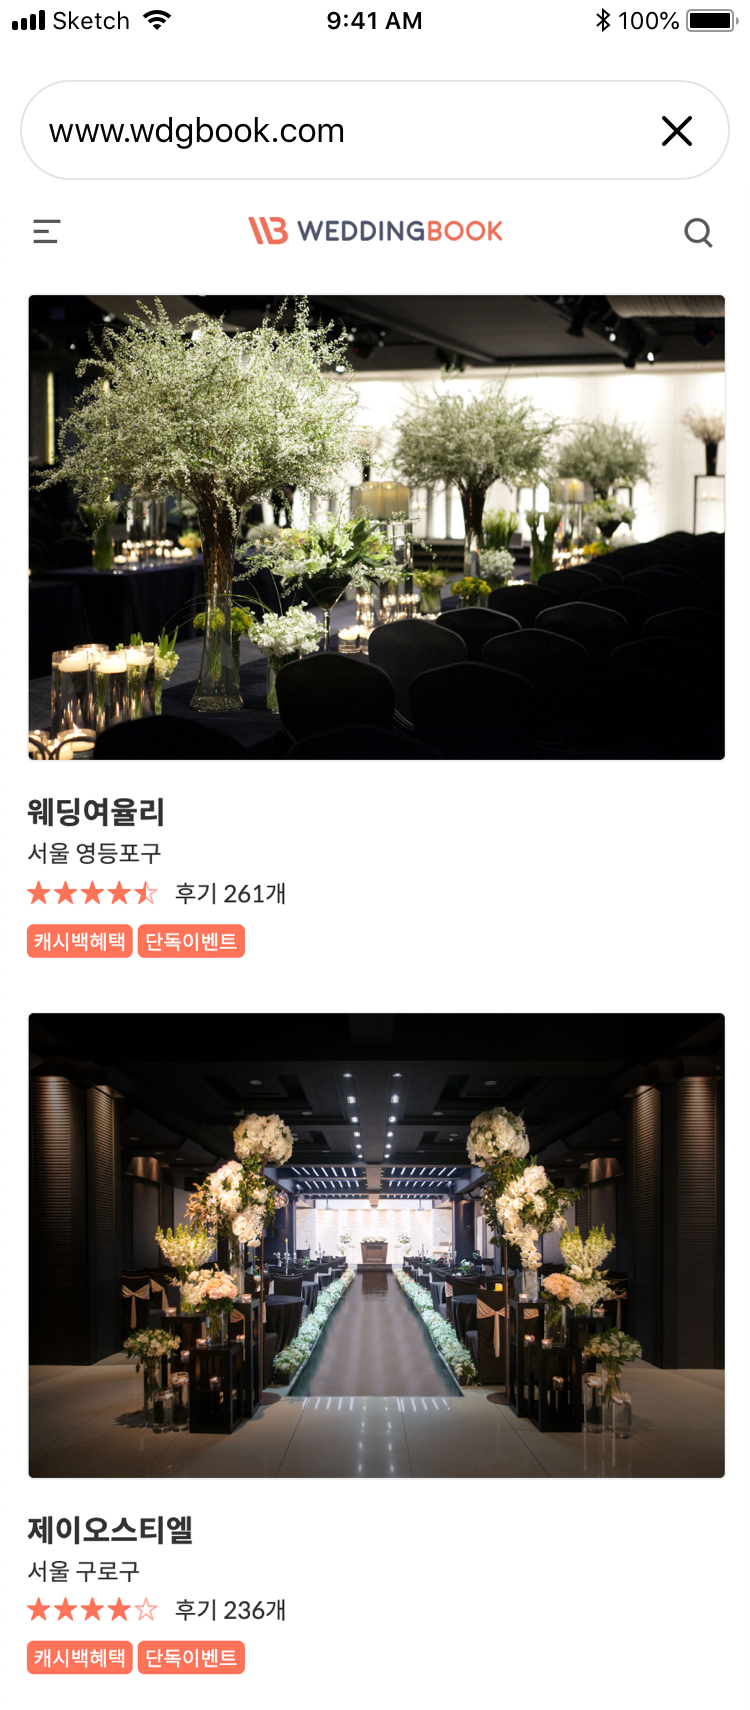 Sketch 9:41 AM 100%
www.wdgbook.com
WB WEDDINGBOOK
웨딩여율리
서울 영등포구
후기 261개
캐시백혜택 단독이벤트
제이오스티엘
서울 구로구
후기 236개
캐시백혜택 단독이벤트